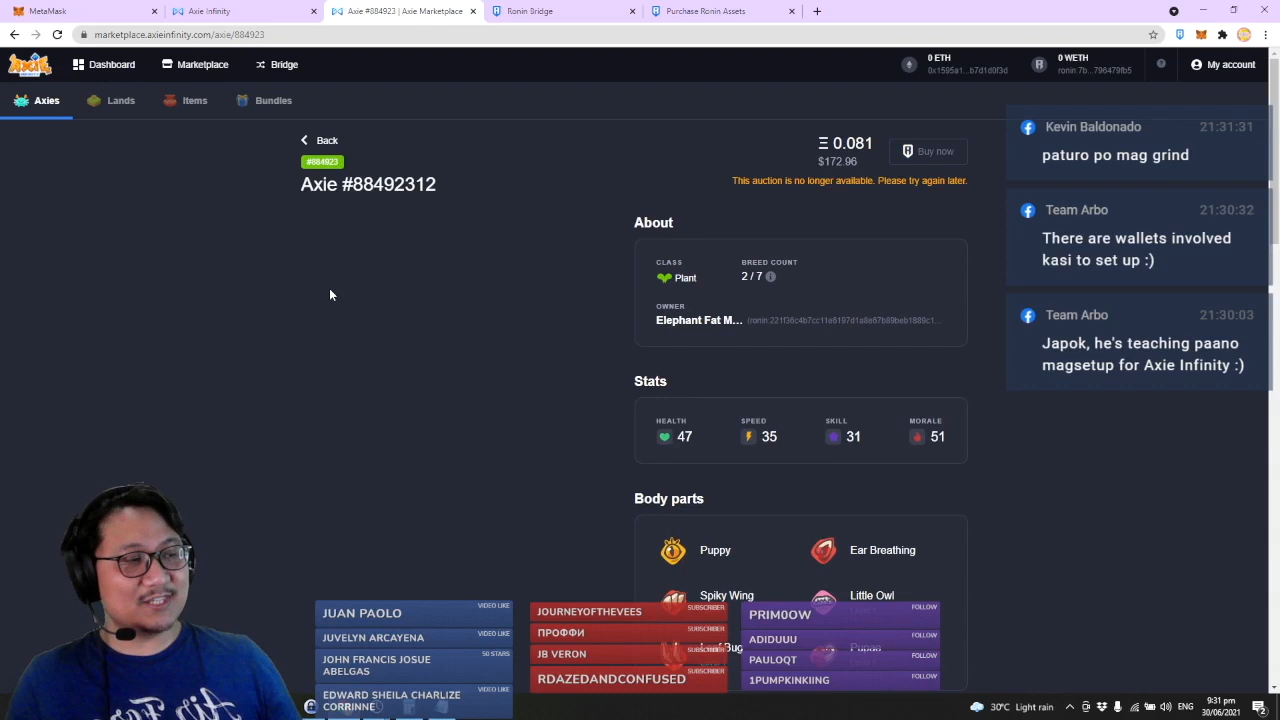 MetaMask
Axie Infinity
Axie #884923 | Axie Marketplace
Ronin Bridge
Purchase Ronin Assets
marketplace.axieinfinity.com/axie/884923
Dashboard
Marketplace
Bridge
0 ETH
0x1595a1...b7d1d0f3d
0 WETH
ronin:7b...796479fb5
My account
Axies
Lands
Items
Bundles
Back
#884923
Axie #88492312
Ξ 0.081
$172.96
Buy now
This auction is no longer available. Please try again later.
About
CLASS
Plant
BREED COUNT
2 / 7
OWNER
Elephant Fat M...
Stats
HEALTH
47
SPEED
35
SKILL
31
MORALE
51
Body parts
Puppy
Ear Breathing
Spiky Wing
Little Owl
Kevin Baldonado
21:31:31
paturo po mag grind
Team Arbo
21:30:32
There are wallets involved
kasi to set up :)
Team Arbo
21:30:03
Japok, he's teaching paano
magsetup for Axie Infinity :)
JUAN PAOLO
VIDEO LIKE
JUVELYN ARCAYENA
VIDEO LIKE
JOHN FRANCIS JOSUE
ABELGAS
50 STARS
EDWARD SHEILA CHARLIZE
CORRINNE
VIDEO LIKE
JOURNEYOFTHEVEES
SUBSCRIBER
ПРОФФИ
SUBSCRIBER
JB VERON
SUBSCRIBER
RDAZEDANDCONFUSED
SUBSCRIBER
PRIM0OW
FOLLOW
ADIDUUU
FOLLOW
PAULOQT
FOLLOW
1PUMPKINKIING
FOLLOW
30°C Light rain
9:31 pm
30/06/2021